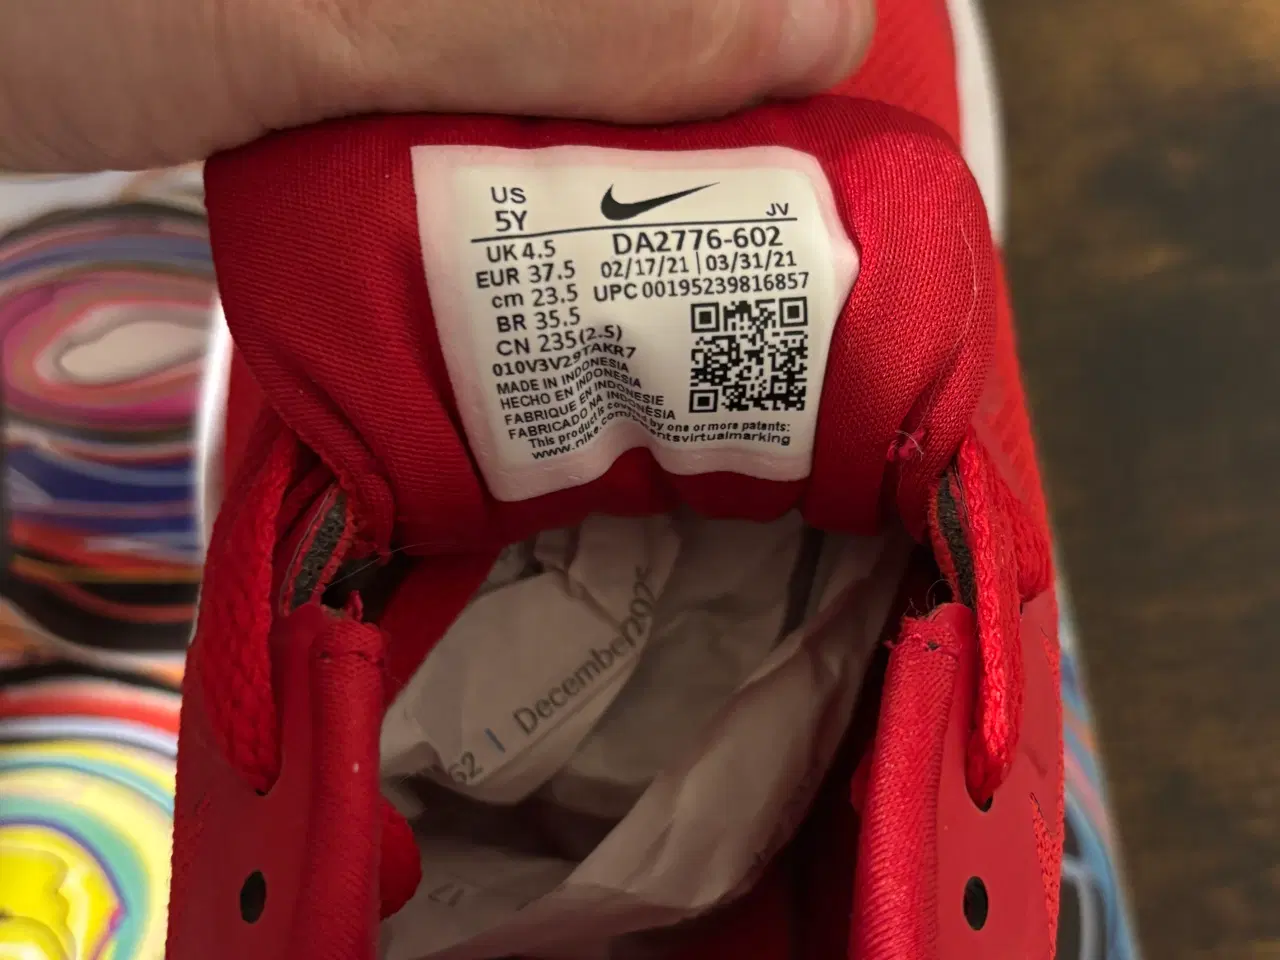 US
5Y
JV
UK 4.5
EUR 37.5
cm 23.5
BR 35.5
CN 235(2.5)
DA2776-602
02/17/21 | 03/31/21
UPC 00195239816857
010V3V29TAKR7
MADE IN INDONESIA
HECHO EN INDONESIA
FABRIQUE EN INDONESIE
FABRICADO NA INDONÉSIA
This product is covered by one or more patents:
www.nike.com/patentsvirtualmarking
62 | December 02